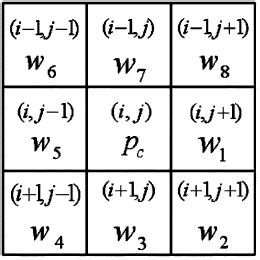 (i−1,j−1) (i−1,j) (i−1,j+1)
w6 w7 w8
(i,j−1) (i,j) (i,j+1)
w5 pc w1
(i+1,j−1) (i+1,j) (i+1,j+1)
w4 w3 w2